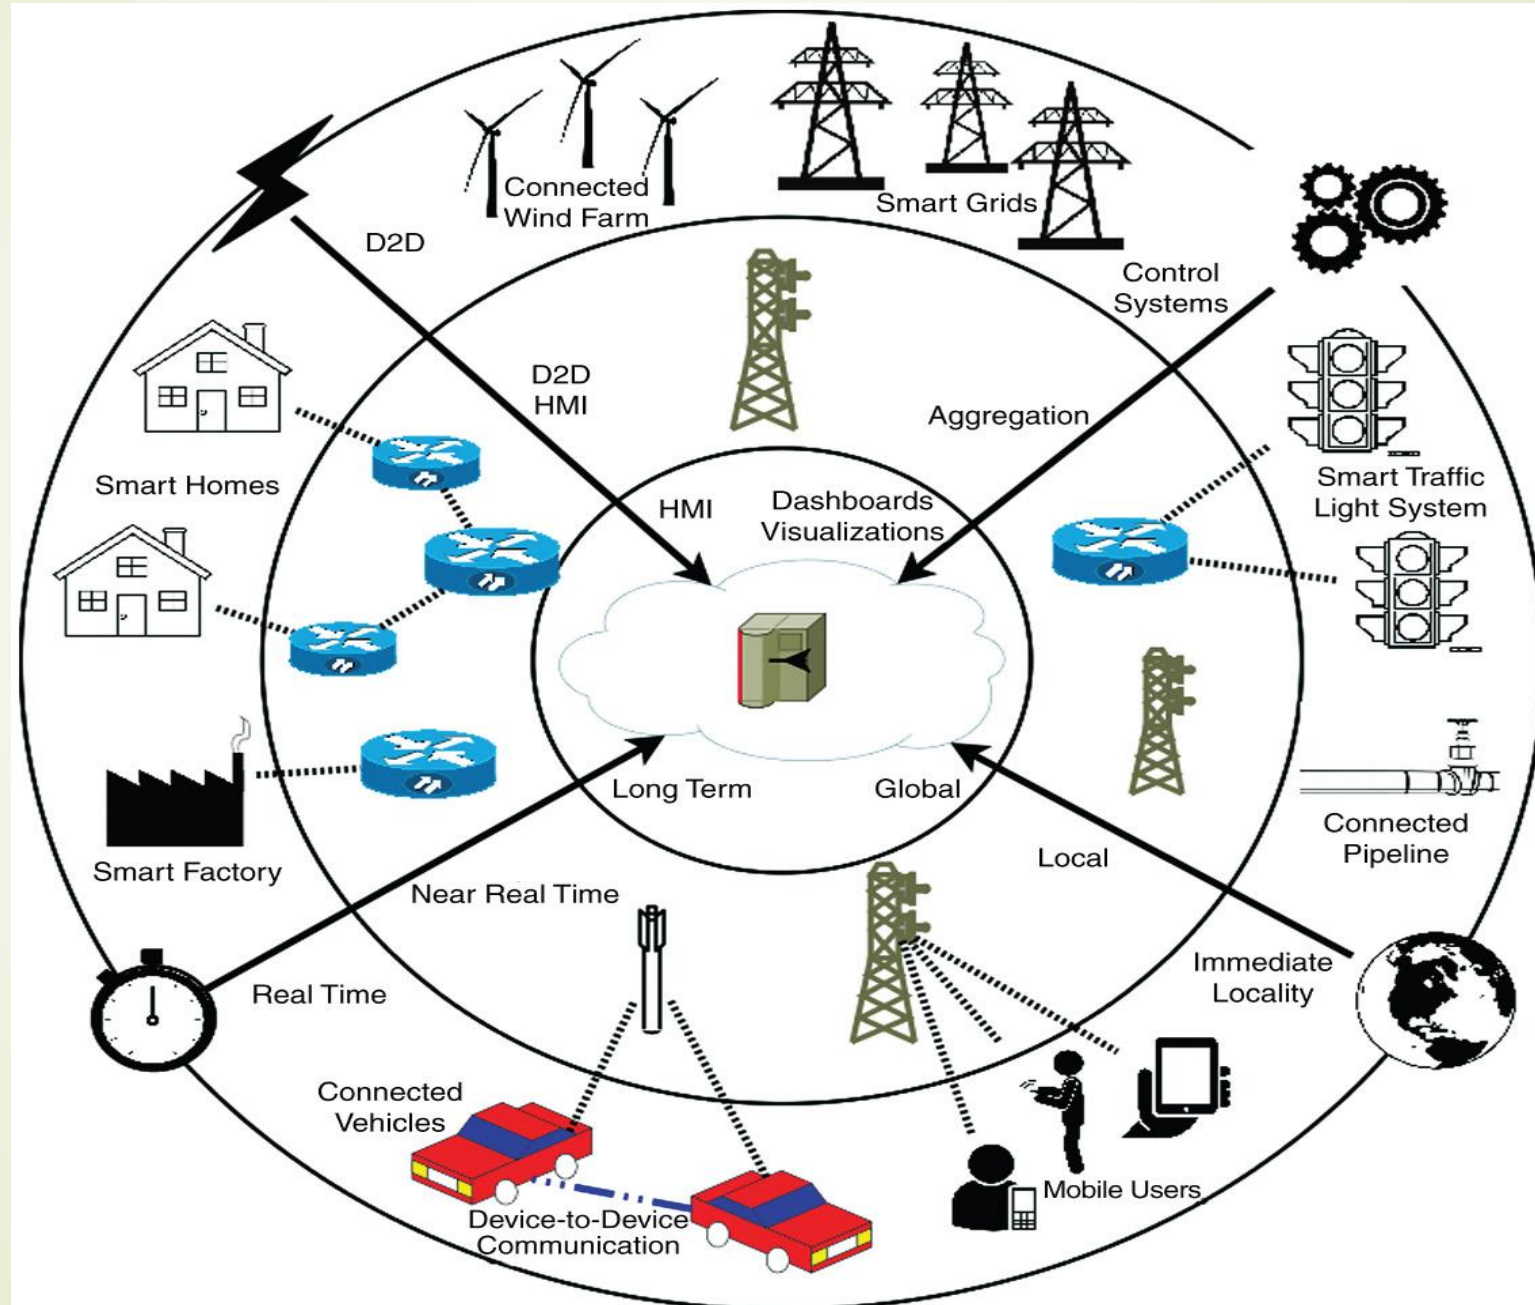 Connected
Wind Farm
Smart Grids
D2D
Control
Systems
D2D
HMI
Aggregation
Smart Homes
HMI
Dashboards
Visualizations
Smart Traffic
Light System
Long Term
Global
Connected
Pipeline
Smart Factory
Local
Near Real Time
Real Time
Immediate
Locality
Connected
Vehicles
Mobile Users
Device-to-Device
Communication